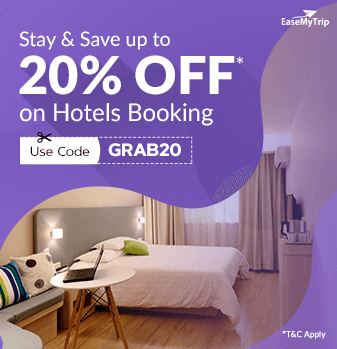 EaseMyTrip
Stay & Save up to
20% OFF*
on Hotels Booking
Use Code GRAB20
*T&C Apply